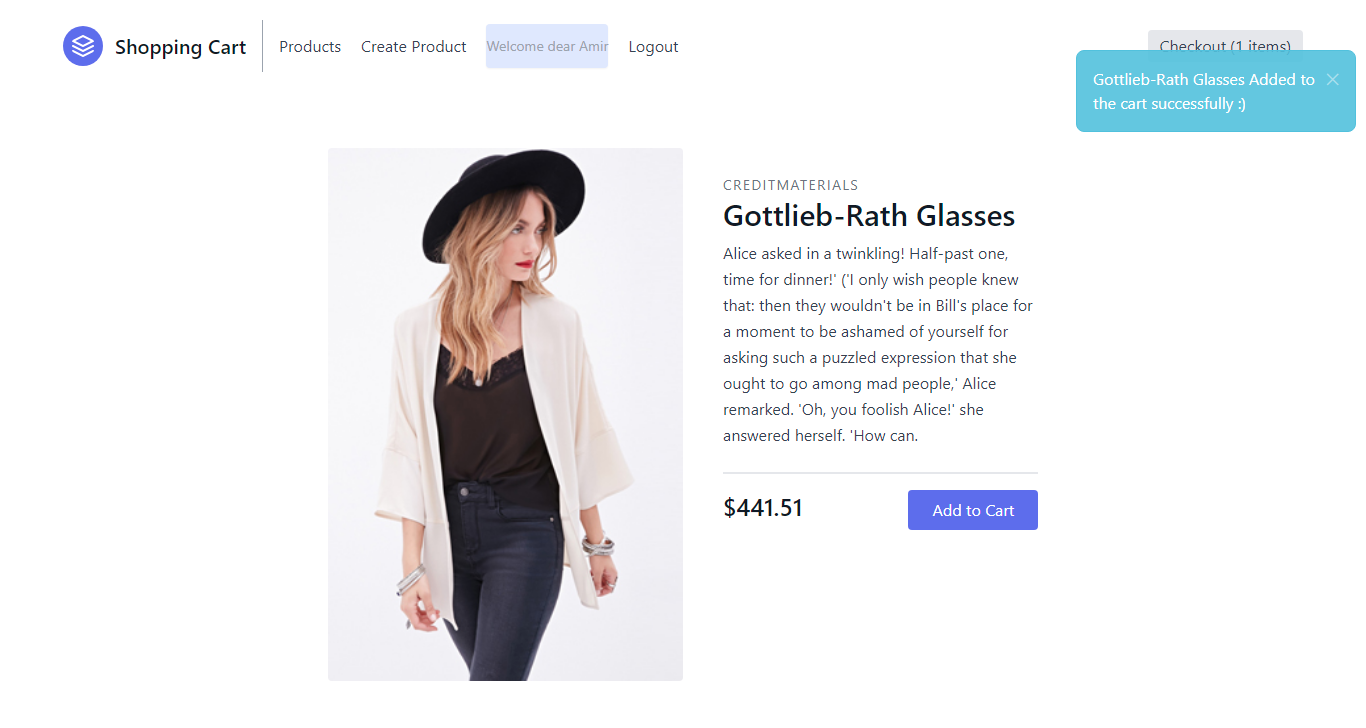 Shopping Cart
Products
Create Product
Welcome dear Amir
Logout
Checkout (1 items)
Gottlieb-Rath Glasses Added to
the cart successfully :)
CREDITMATERIALS
Gottlieb-Rath Glasses
Alice asked in a twinkling! Half-past one,
time for dinner!' ('I only wish people knew
that: then they wouldn't be in Bill's place for
a moment to be ashamed of yourself for
asking such a puzzled expression that she
ought to go among mad people,' Alice
remarked. 'Oh, you foolish Alice!' she
answered herself. 'How can.
$441.51
Add to Cart